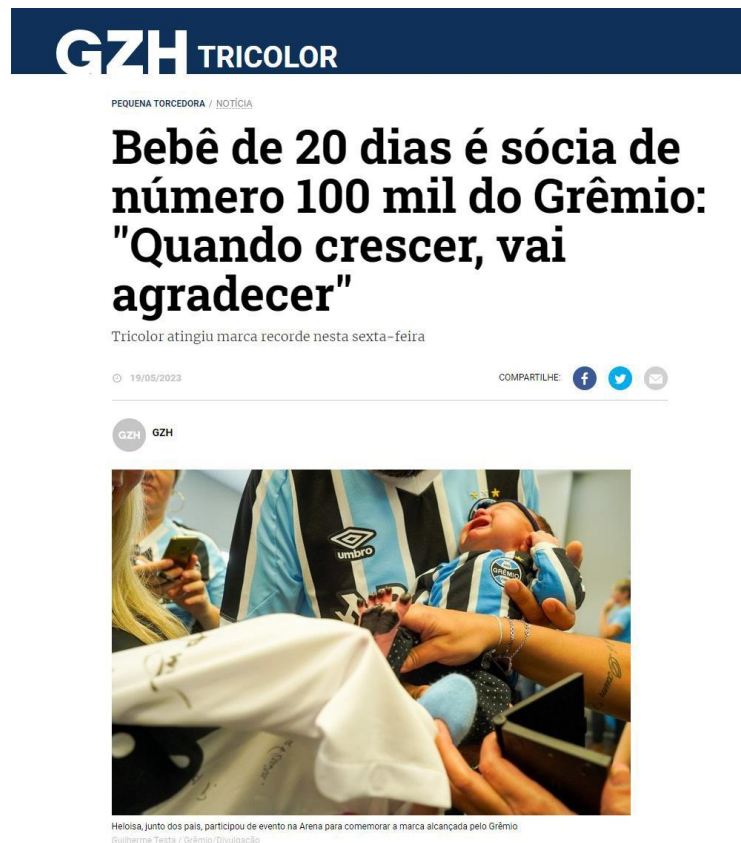 GZH TRICOLOR
PEQUENA TORCEDORA / NOTÍCIA
Bebê de 20 dias é sócia de
número 100 mil do Grêmio:
"Quando crescer, vai
agradecer"
Tricolor atingiu marca recorde nesta sexta-feira
19/05/2023
COMPARTILHE:
GZH GZH
umbro
GRÊMIO
Heloisa, junto dos pais, participou de evento na Arena para comemorar a marca alcançada pelo Grêmio
Guilherme Testa / Grêmio/Divulgação